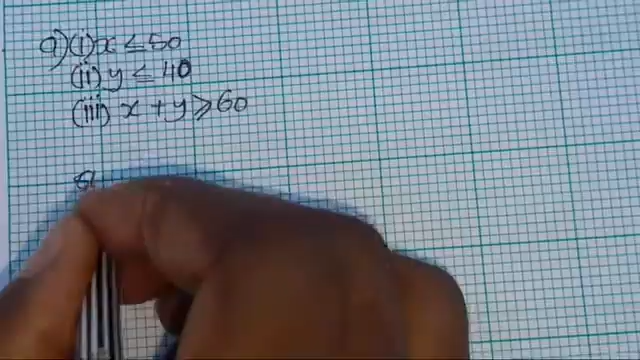 a)(i) x ≤ 50
(ii) y ≤ 40
(iii) x + y ≥ 60